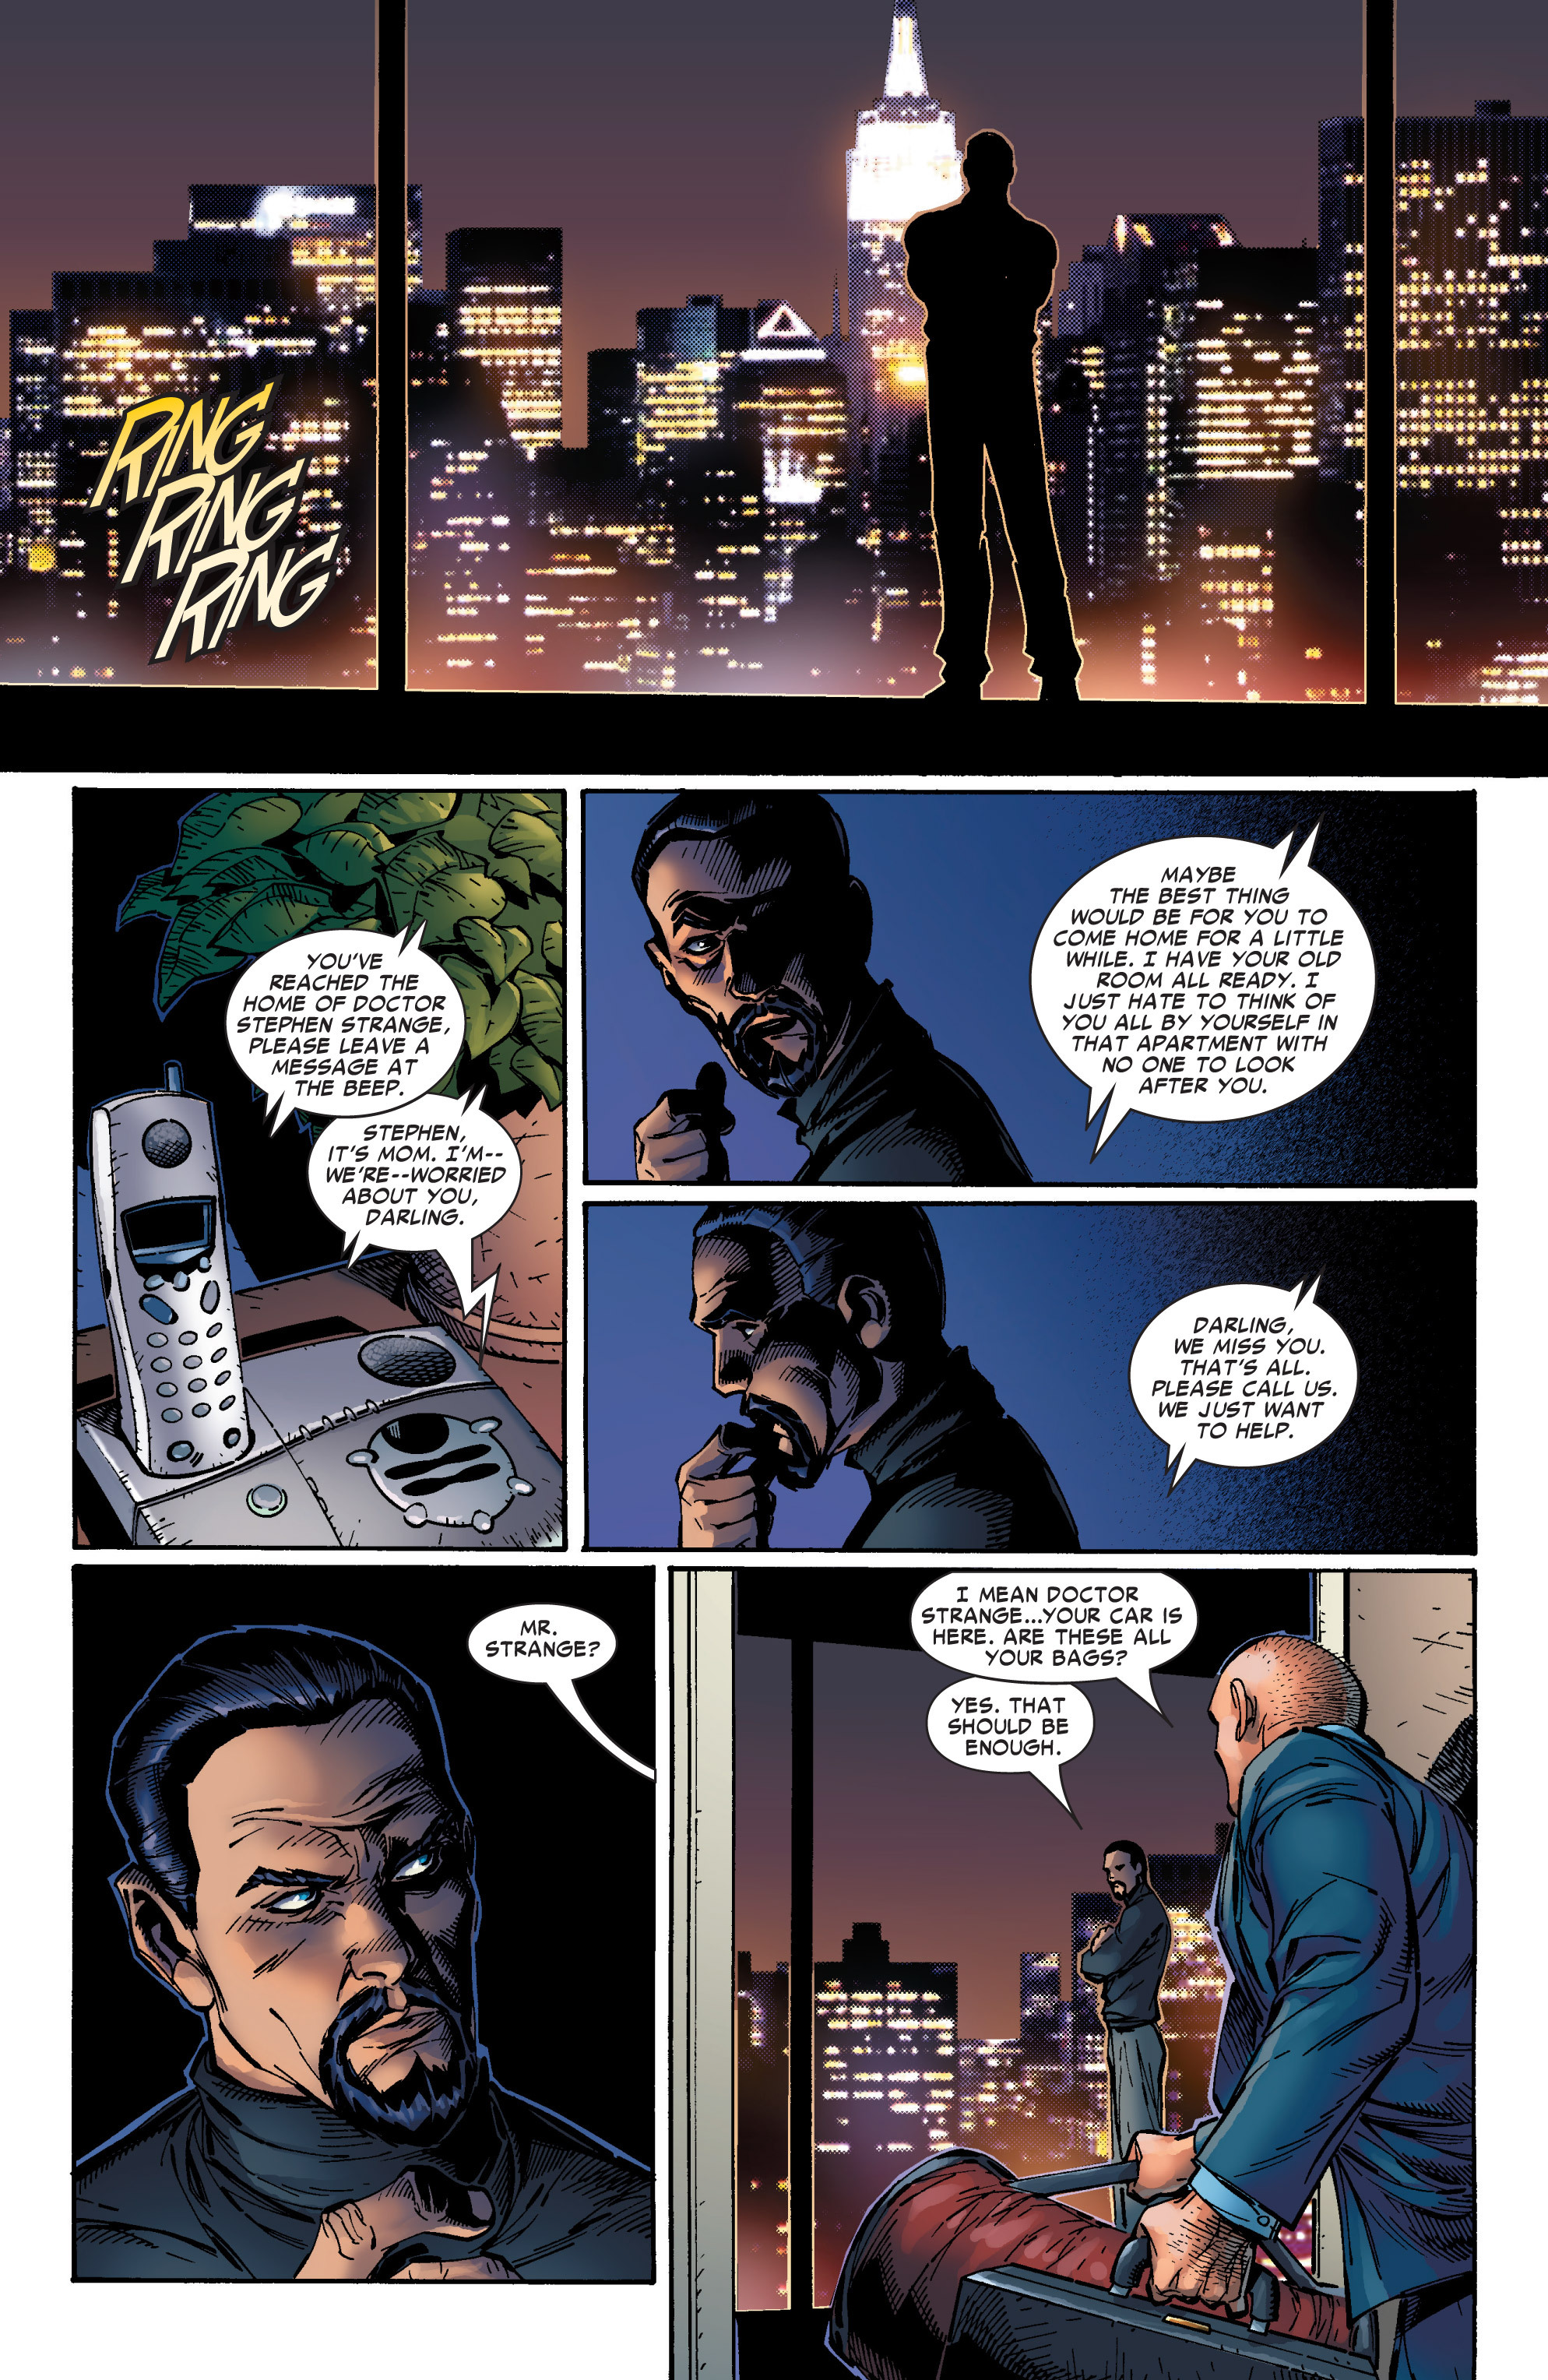 RING
RING
RING
YOU'VE
REACHED THE
HOME OF DOCTOR
STEPHEN STRANGE,
PLEASE LEAVE A
MESSAGE AT
THE BEEP.
STEPHEN,
IT'S MOM. I'M--
WE'RE--WORRIED
ABOUT YOU,
DARLING.
MAYBE
THE BEST THING
WOULD BE FOR YOU TO
COME HOME FOR A LITTLE
WHILE. I HAVE YOUR OLD
ROOM ALL READY. I
JUST HATE TO THINK OF
YOU ALL BY YOURSELF IN
THAT APARTMENT WITH
NO ONE TO LOOK
AFTER YOU.
DARLING,
WE MISS YOU.
THAT'S ALL.
PLEASE CALL US.
WE JUST WANT
TO HELP.
MR.
STRANGE?
I MEAN DOCTOR
STRANGE...YOUR CAR IS
HERE. ARE THESE ALL
YOUR BAGS?
YES. THAT
SHOULD BE
ENOUGH.